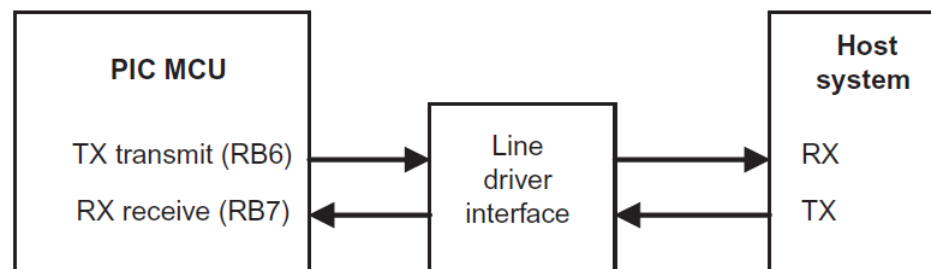 PIC MCU
TX transmit (RB6)
RX receive (RB7)
Line
driver
interface
Host
system
RX
TX